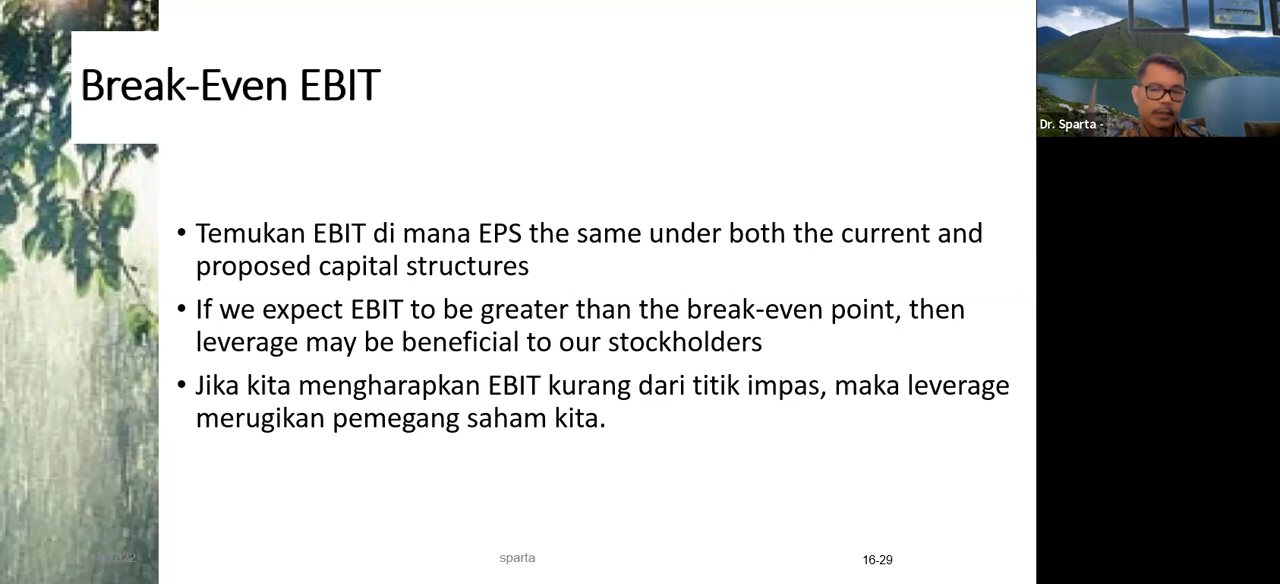 Break-Even EBIT
Dr. Sparta -
• Temukan EBIT di mana EPS the same under both the current and
proposed capital structures
• If we expect EBIT to be greater than the break-even point, then
leverage may be beneficial to our stockholders
• Jika kita mengharapkan EBIT kurang dari titik impas, maka leverage
merugikan pemegang saham kita.
sparta
16-29